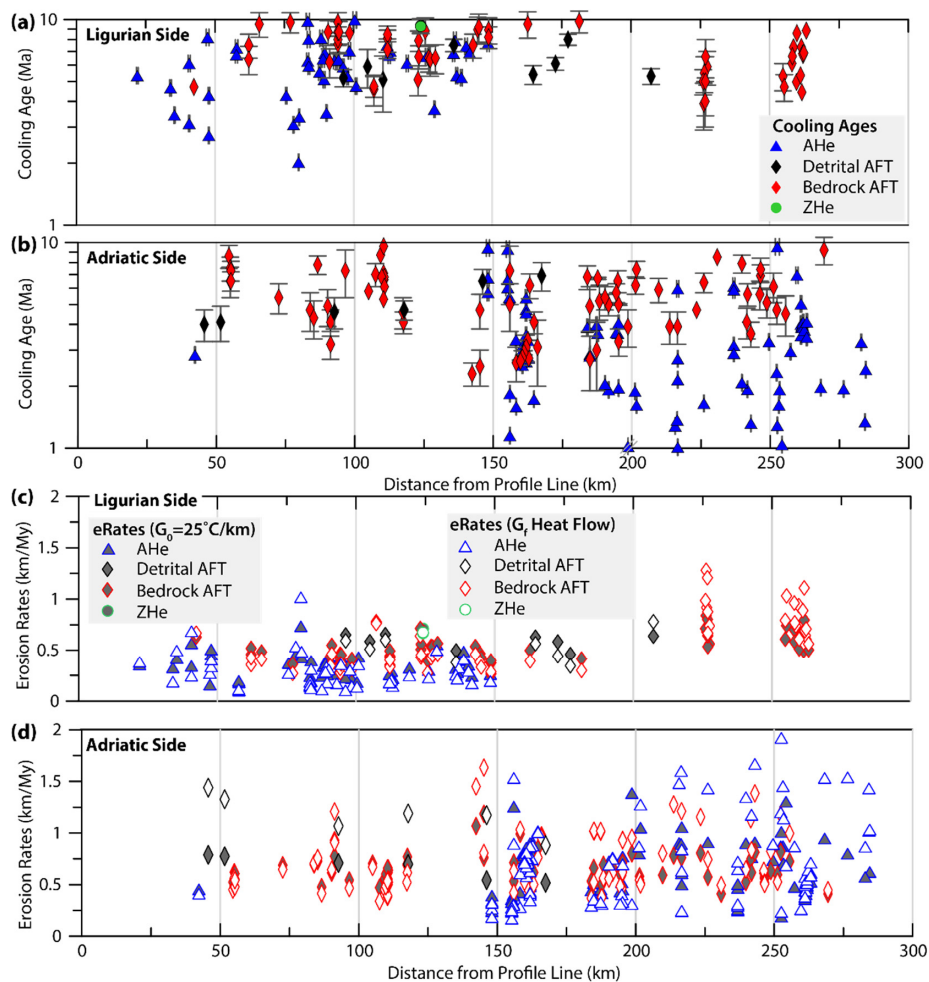 (a)
Ligurian Side
Cooling Age (Ma)
10
1
Cooling Ages
AHe
Detrital AFT
Bedrock AFT
ZHe
(b)
Adriatic Side
Cooling Age (Ma)
10
1
0 50 100 150 200 250 300
Distance from Profile Line (km)
(c)
Ligurian Side
Erosion Rates (km/My)
2
1.5
1
0.5
0
eRates (G₀=25˚C/km)
AHe
Detrital AFT
Bedrock AFT
ZHe
eRates (Gf Heat Flow)
AHe
Detrital AFT
Bedrock AFT
ZHe
(d)
Adriatic Side
Erosion Rates (km/My)
2
1.5
1
0.5
0
0 50 100 150 200 250 300
Distance from Profile Line (km)